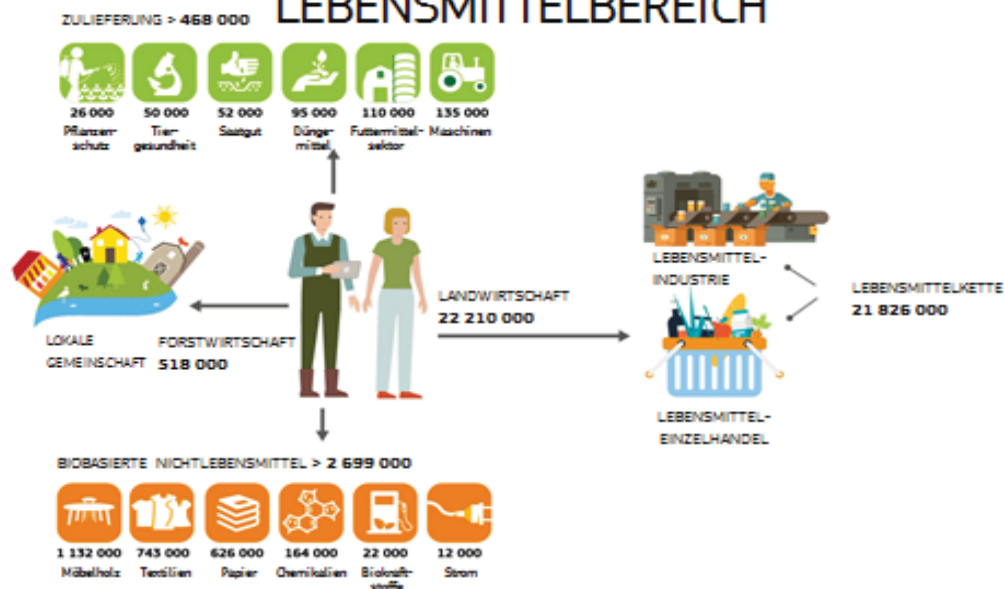 LEBENSMITTELBEREICH
ZULIEFERUNG > 468 000
26 000
Pflanzen-
schutz
50 000
Tier-
gesundheit
52 000
Saatgut
95 000
Dünge-
mittel
110 000
Futtermittel-
sektor
135 000
Maschinen
LEBENSMITTEL-
INDUSTRIE
LEBENSMITTELKETTE
21 826 000
LANDWIRTSCHAFT
22 210 000
LOKALE
GEMEINSCHAFT
FORSTWIRTSCHAFT
518 000
LEBENSMITTEL-
EINZELHANDEL
BIOBASIERTE NICHTLEBENSMITTEL > 2 699 000
1 132 000
Möbelholz
743 000
Textilien
626 000
Papier
164 000
Chemikalien
22 000
Biokraft-
stoffe
12 000
Strom